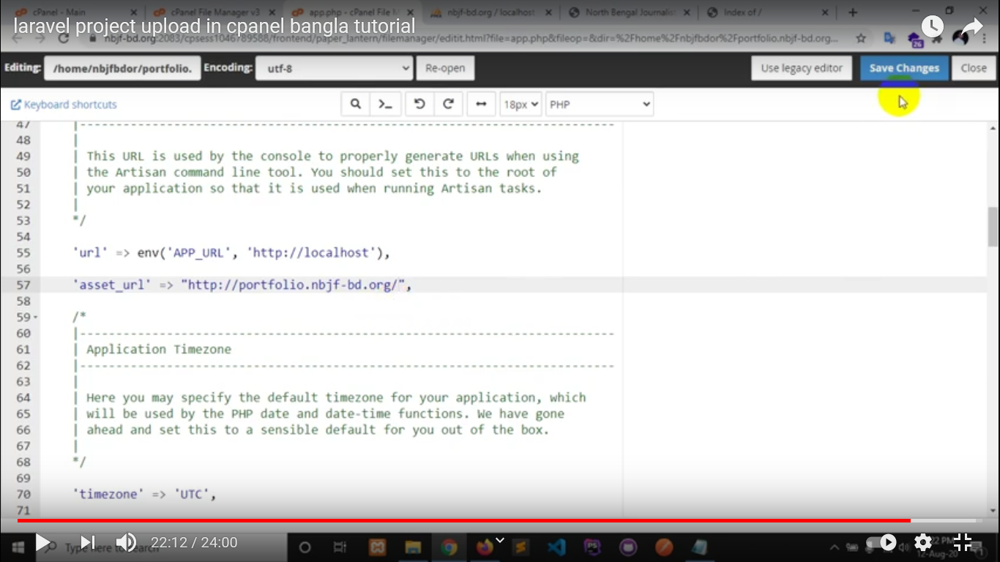 cPanel - Main
cPanel File Manager v3
app.php - cPanel File M
nbjf-bd.org / localhost
North Bengal Journalis
Index of /
laravel project upload in cpanel bangla tutorial
nbjf-bd.org:2083/cpsess1046789588/frontend/paper_lantern/filemanager/editit.html?file=app.php&fileop=&dir=%2Fhome%2Fnbjfbdor%2Fportfolio.nbjf-bd.org...
26
Editing: /home/nbjfbdor/portfolio. Encoding: utf-8 Re-open Use legacy editor Save Changes Close
Keyboard shortcuts 18px PHP
47 |---------------------------------------------------------------------------
48 |
49 | This URL is used by the console to properly generate URLs when using
50 | the Artisan command line tool. You should set this to the root of
51 | your application so that it is used when running Artisan tasks.
52 |
53 */
54
55 'url' => env('APP_URL', 'http://localhost'),
56
57 'asset_url' => "http://portfolio.nbjf-bd.org/",
58
59 /*
60 |--------------------------------------------------------------------------
61 | Application Timezone
62 |--------------------------------------------------------------------------
63 |
64 | Here you may specify the default timezone for your application, which
65 | will be used by the PHP date and date-time functions. We have gone
66 | ahead and set this to a sensible default for you out of the box.
67 |
68 */
69
70 'timezone' => 'UTC',
71
22:12 / 24:00
Type here to search
PS
22 PM
12-Aug-20
1